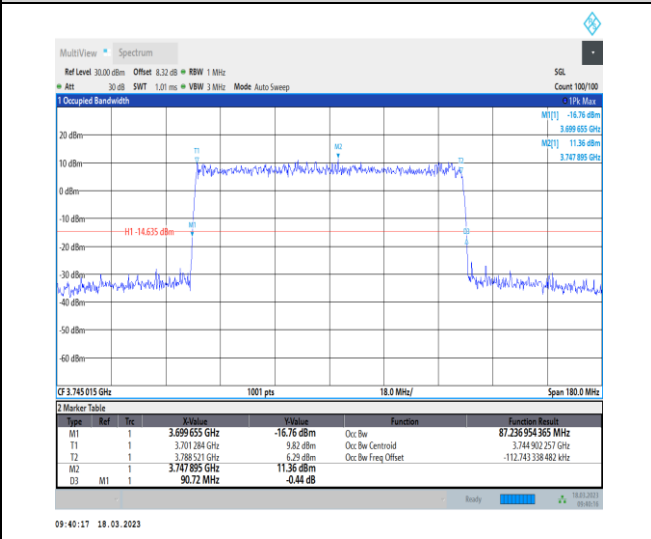 MultiView Spectrum
Ref Level 30.00 dBm Offset 8.32 dB RBW 1 MHz SGL
Att 30 dB SWT 1.01 ms VBW 3 MHz Mode Auto Sweep Count 100/100
1 Occupied Bandwidth 1Pk Max
M1[1] -16.76 dBm
3.699 655 GHz
M2[1] 11.36 dBm
3.747 895 GHz
20 dBm
T1
M2
T2
10 dBm
0 dBm
-10 dBm
M1
H1 -14.635 dBm
D3
-20 dBm
-30 dBm
-40 dBm
-50 dBm
-60 dBm
CF 3.745 015 GHz 1001 pts 18.0 MHz/ Span 180.0 MHz
2 Marker Table
Type Ref Trc X-Value Y-Value Function Function Result
M1 1 3.699 655 GHz -16.76 dBm Occ Bw 87.236 954 365 MHz
T1 1 3.701 284 GHz 9.82 dBm Occ Bw Centroid 3.744 902 257 GHz
T2 1 3.788 521 GHz 6.29 dBm Occ Bw Freq Offset -112.743 338 482 kHz
M2 1 3.747 895 GHz 11.36 dBm
D3 M1 1 90.72 MHz -0.44 dB
Ready 18.03.2023
09:40:16
09:40:17 18.03.2023